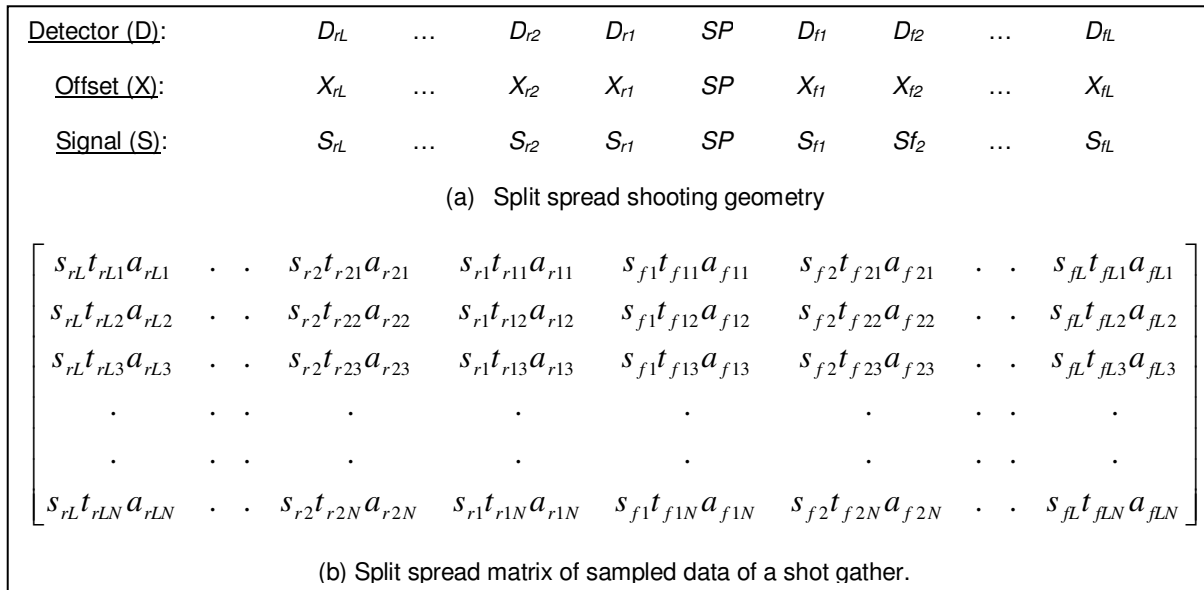 Detector (D): D_rL … D_r2 D_r1 SP D_f1 D_f2 … D_fL
Offset (X): X_rL … X_r2 X_r1 SP X_f1 X_f2 … X_fL
Signal (S): S_rL … S_r2 S_r1 SP S_f1 Sf_2 … S_fL
(a) Split spread shooting geometry
s_rL t_rL1 a_rL1 . . s_r2 t_r21 a_r21 s_r1 t_r11 a_r11 s_f1 t_f11 a_f11 s_f2 t_f21 a_f21 . . s_fL t_fL1 a_fL1
s_rL t_rL2 a_rL2 . . s_r2 t_r22 a_r22 s_r1 t_r12 a_r12 s_f1 t_f12 a_f12 s_f2 t_f22 a_f22 . . s_fL t_fL2 a_fL2
s_rL t_rL3 a_rL3 . . s_r2 t_r23 a_r23 s_r1 t_r13 a_r13 s_f1 t_f13 a_f13 s_f2 t_f23 a_f23 . . s_fL t_fL3 a_fL3
. . . . . . . . . .
. . . . . . . . . .
s_rL t_rLN a_rLN . . s_r2 t_r2N a_r2N s_r1 t_r1N a_r1N s_f1 t_f1N a_f1N s_f2 t_f2N a_f2N . . s_fL t_fLN a_fLN
(b) Split spread matrix of sampled data of a shot gather.